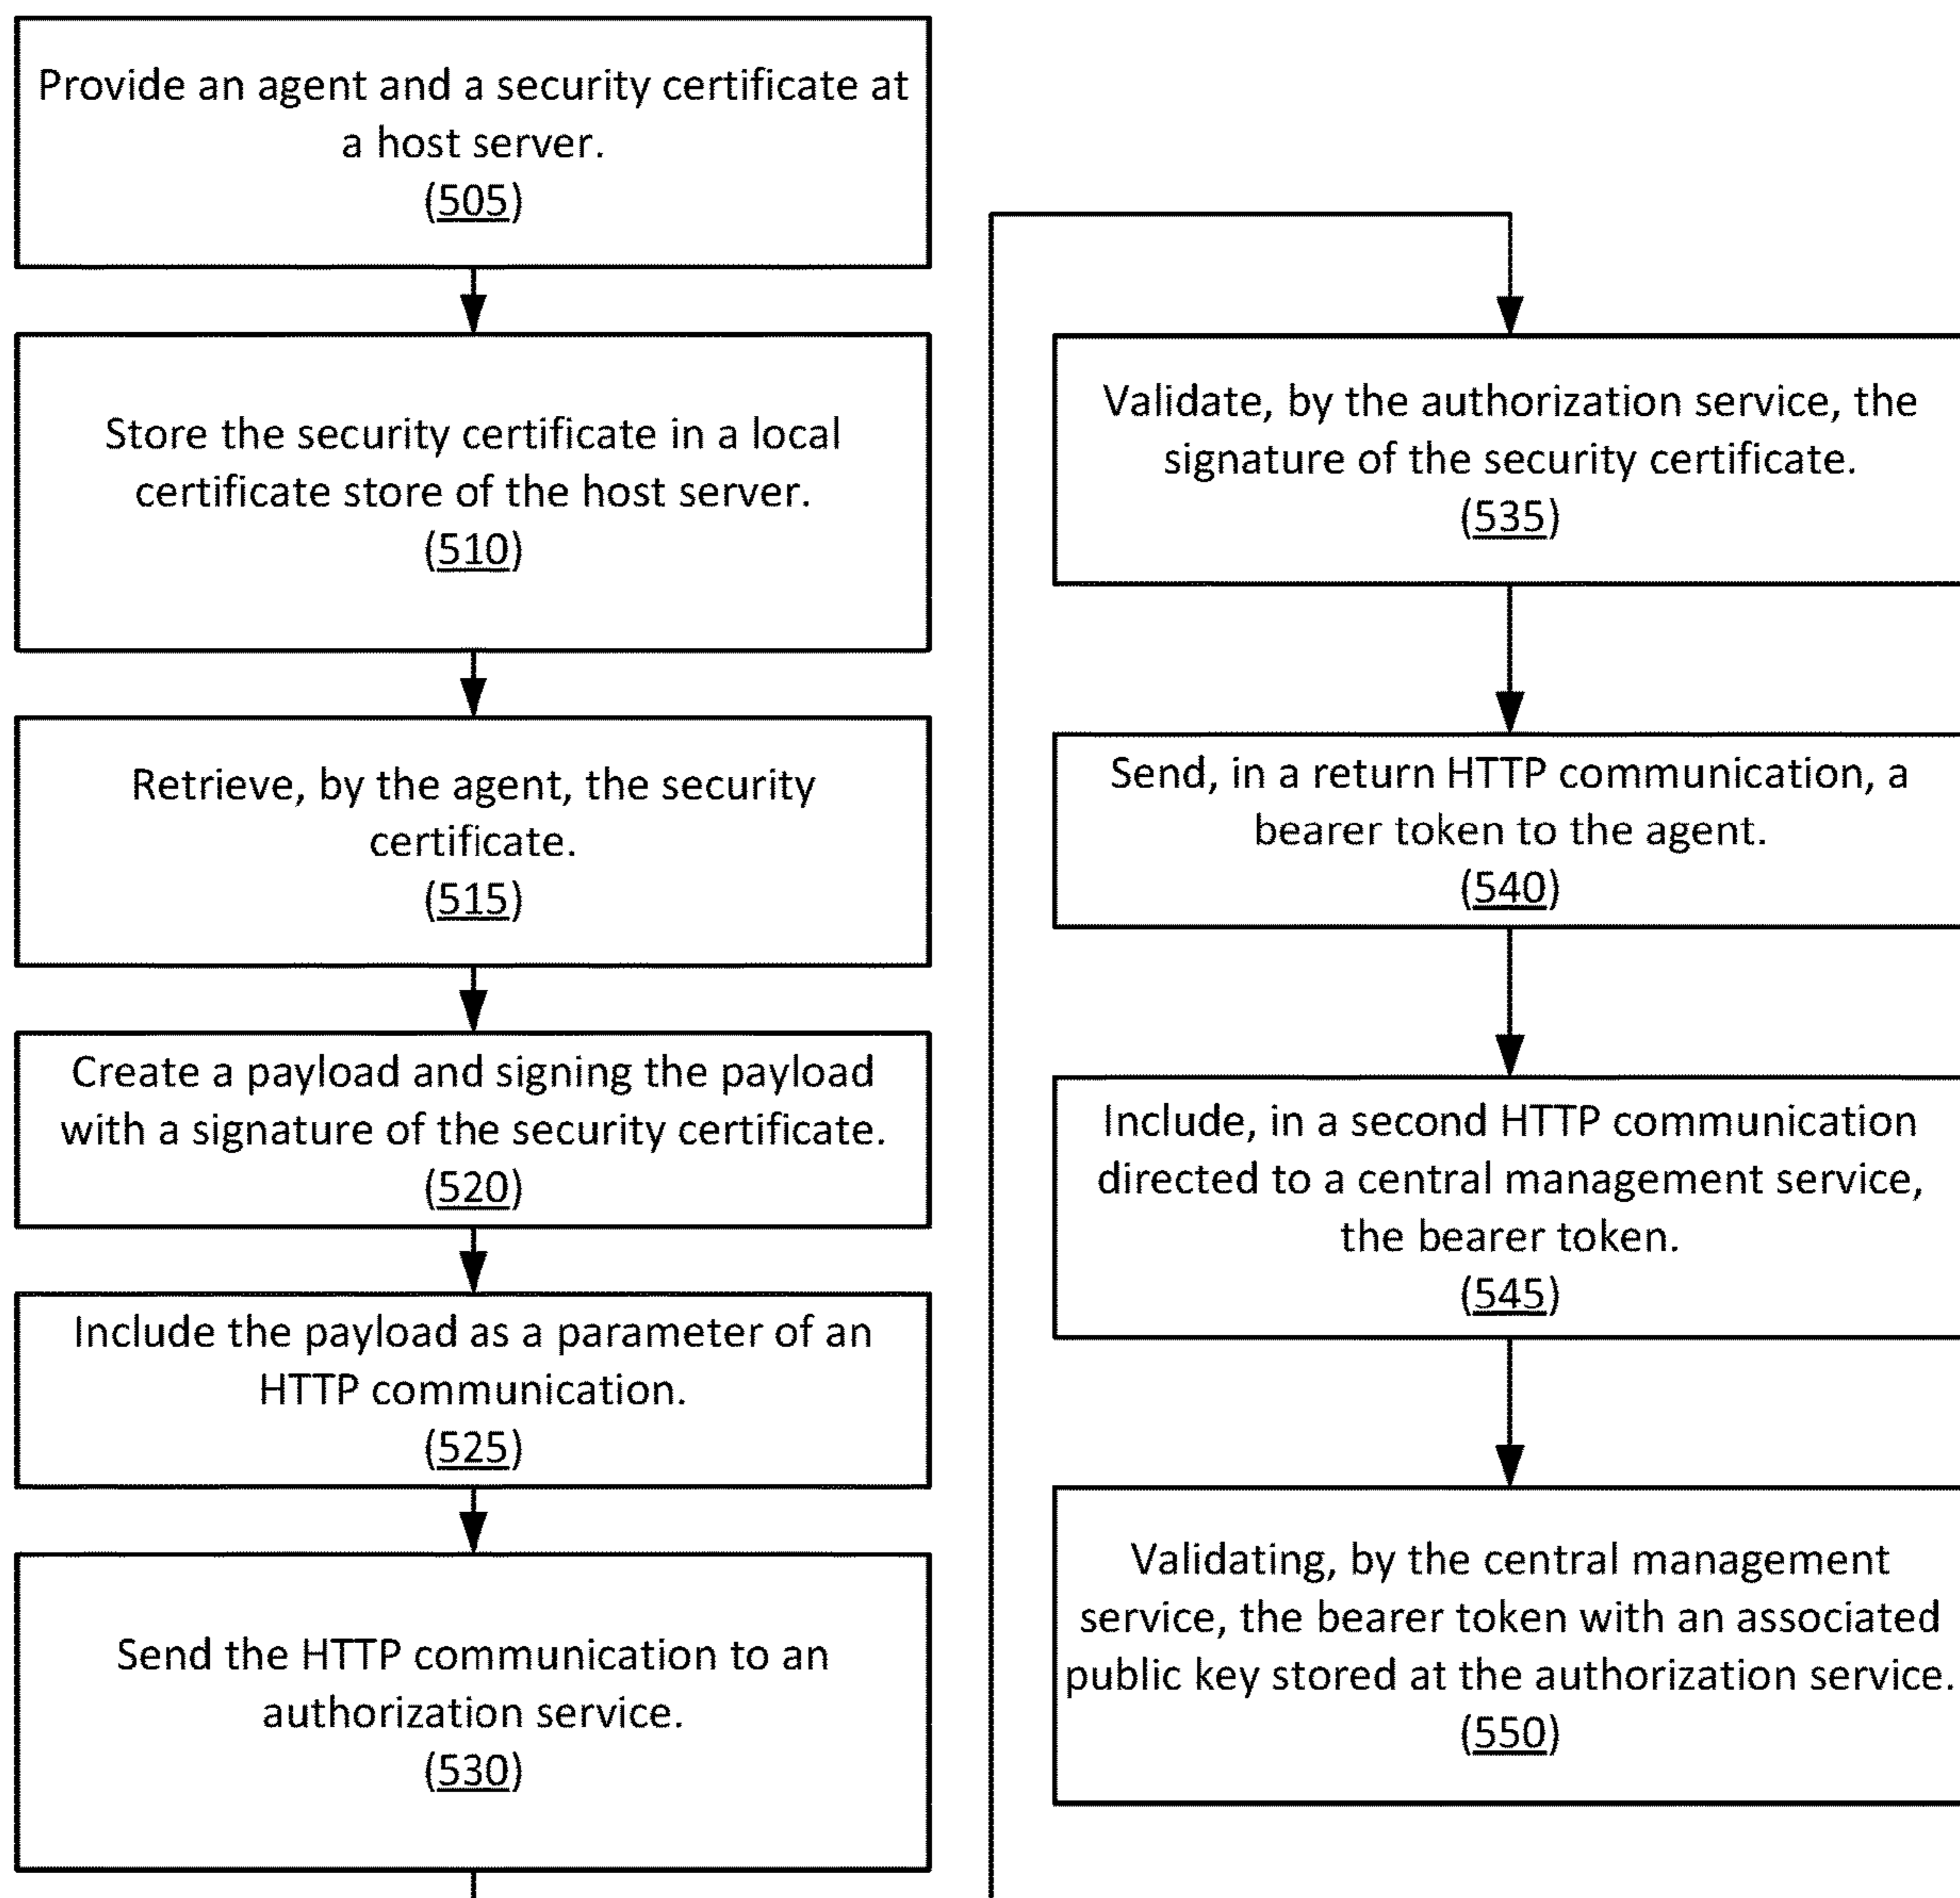 Provide an agent and a security certificate at
a host server.
(505)
Store the security certificate in a local
certificate store of the host server.
(510)
Retrieve, by the agent, the security
certificate.
(515)
Create a payload and signing the payload
with a signature of the security certificate.
(520)
Include the payload as a parameter of an
HTTP communication.
(525)
Send the HTTP communication to an
authorization service.
(530)
Validate, by the authorization service, the
signature of the security certificate.
(535)
Send, in a return HTTP communication, a
bearer token to the agent.
(540)
Include, in a second HTTP communication
directed to a central management service,
the bearer token.
(545)
Validating, by the central management
service, the bearer token with an associated
public key stored at the authorization service.
(550)